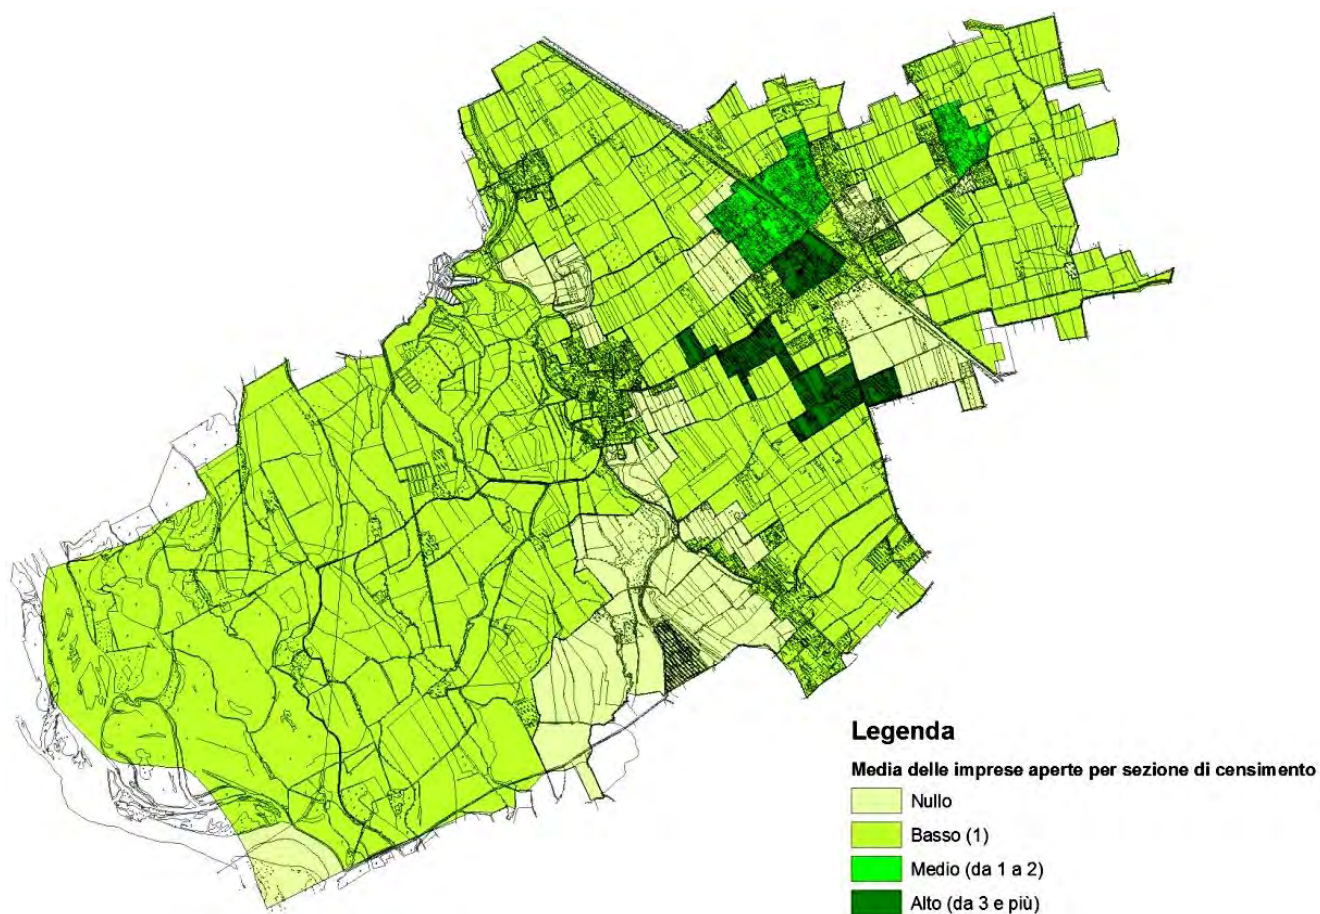 Legenda
Media delle imprese aperte per sezione di censimento
Nullo
Basso (1)
Medio (da 1 a 2)
Alto (da 3 e più)